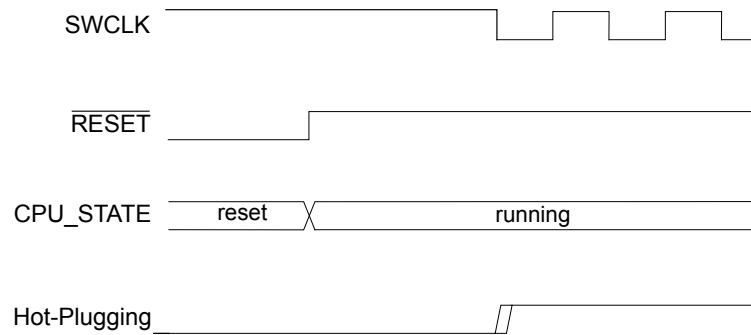 SWCLK
RESET
CPU_STATE reset running
Hot-Plugging